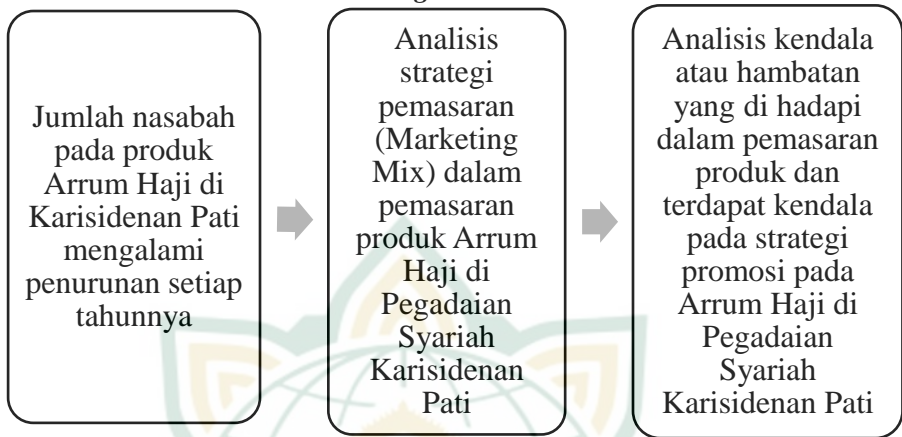 Jumlah nasabah
pada produk
Arrum Haji di
Karisidenan Pati
mengalami
penurunan setiap
tahunnya
Analisis
strategi
pemasaran
(Marketing
Mix) dalam
pemasaran
produk Arrum
Haji di
Pegadaian
Syariah
Karisidenan
Pati
Analisis kendala
atau hambatan
yang di hadapi
dalam pemasaran
produk dan
terdapat kendala
pada strategi
promosi pada
Arrum Haji di
Pegadaian
Syariah
Karisidenan Pati